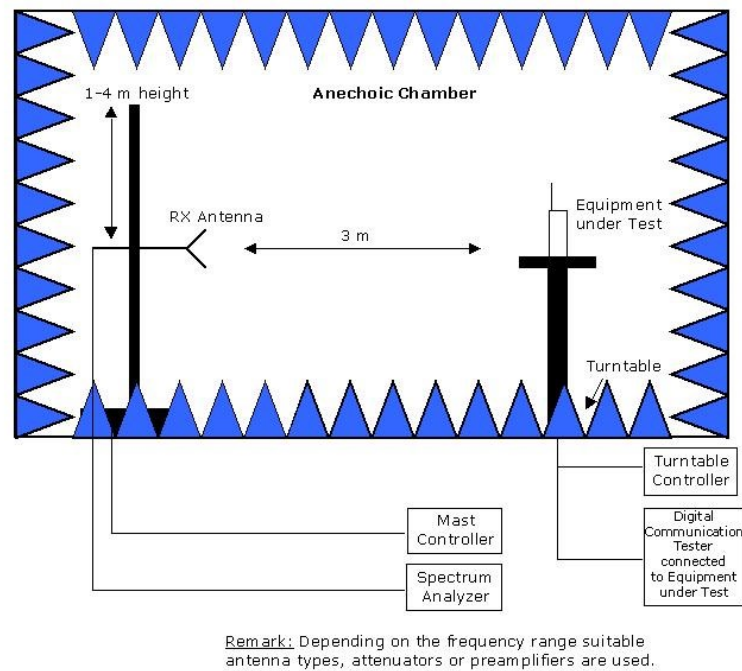 1-4 m height
Anechoic Chamber
RX Antenna
3 m
Equipment
under Test
Turntable
Turntable
Controller
Mast
Controller
Digital
Communication
Tester
connected
to Equipment
under Test
Spectrum
Analyzer
Remark: Depending on the frequency range suitable
antenna types, attenuators or preamplifiers are used.